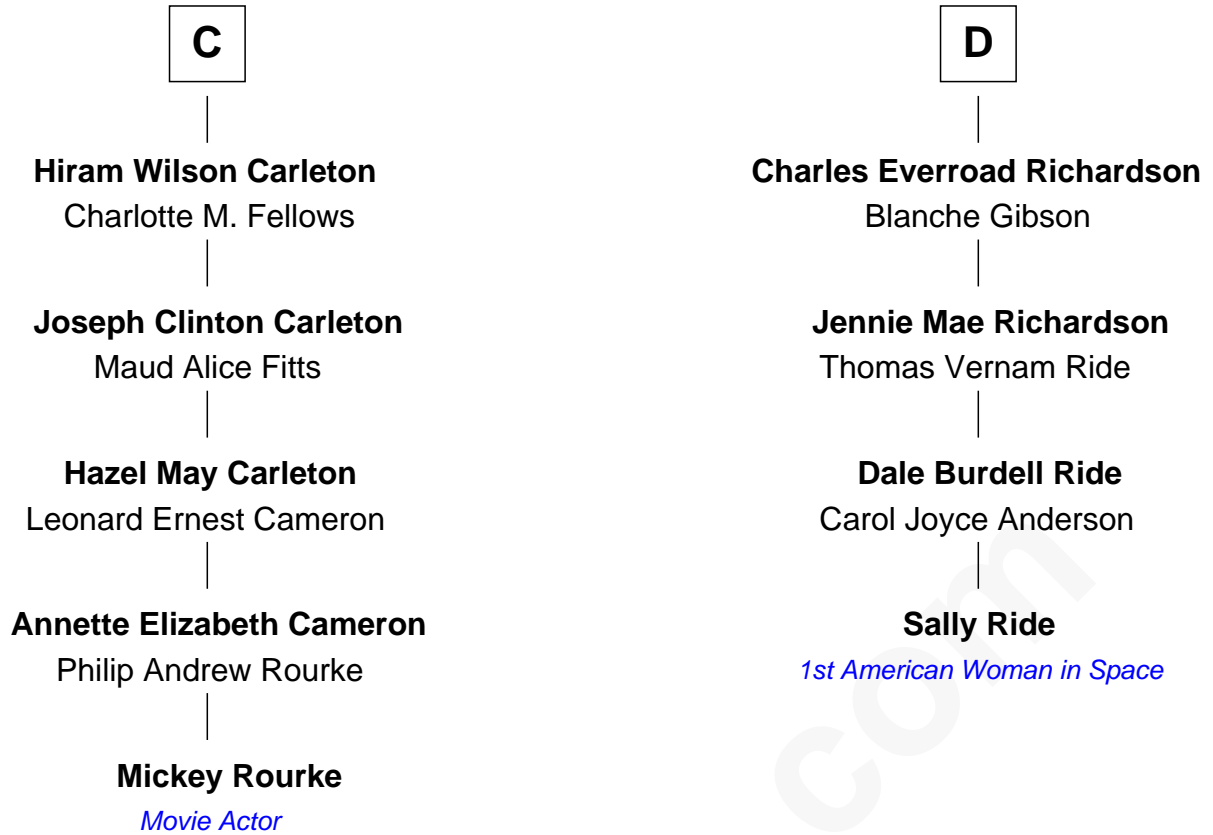 C
Hiram Wilson Carleton
Charlotte M. Fellows
Joseph Clinton Carleton
Maud Alice Fitts
Hazel May Carleton
Leonard Ernest Cameron
Annette Elizabeth Cameron
Philip Andrew Rourke
Mickey Rourke
Movie Actor
D
Charles Everroad Richardson
Blanche Gibson
Jennie Mae Richardson
Thomas Vernam Ride
Dale Burdell Ride
Carol Joyce Anderson
Sally Ride
1st American Woman in Space
com